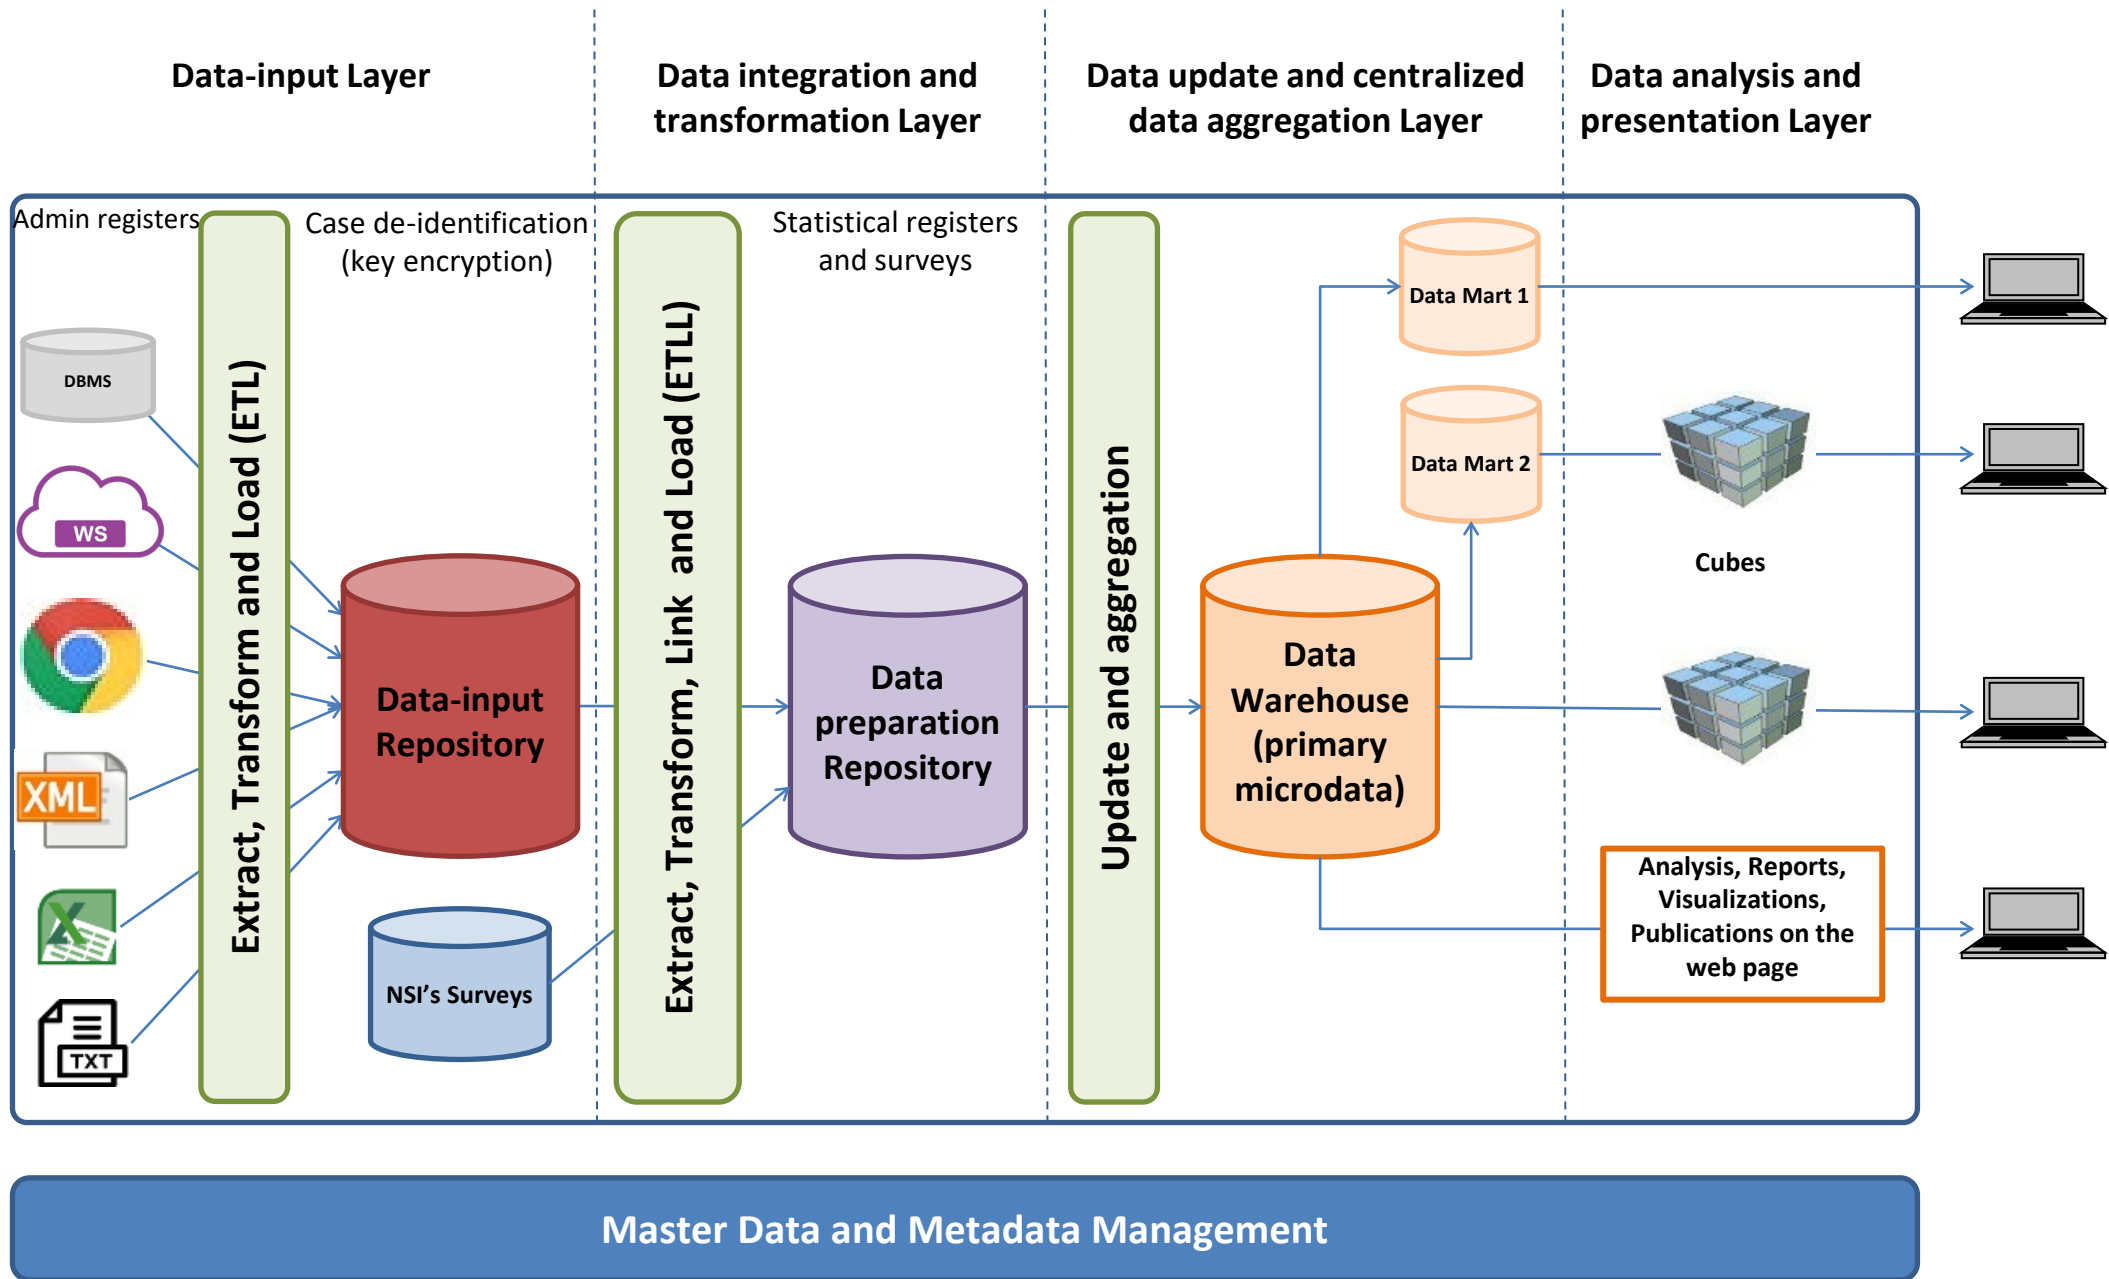 Data-input Layer
Data integration and
transformation Layer
Data update and centralized
data aggregation Layer
Data analysis and
presentation Layer
Admin registers
Case de-identification
(key encryption)
Statistical registers
and surveys
DBMS
WS
XML
TXT
Extract, Transform and Load (ETL)
Data-input
Repository
NSI's Surveys
Extract, Transform, Link and Load (ETLL)
Data
preparation
Repository
Update and aggregation
Data Mart 1
Data Mart 2
Data
Warehouse
(primary
microdata)
Cubes
Analysis, Reports,
Visualizations,
Publications on the
web page
Master Data and Metadata Management